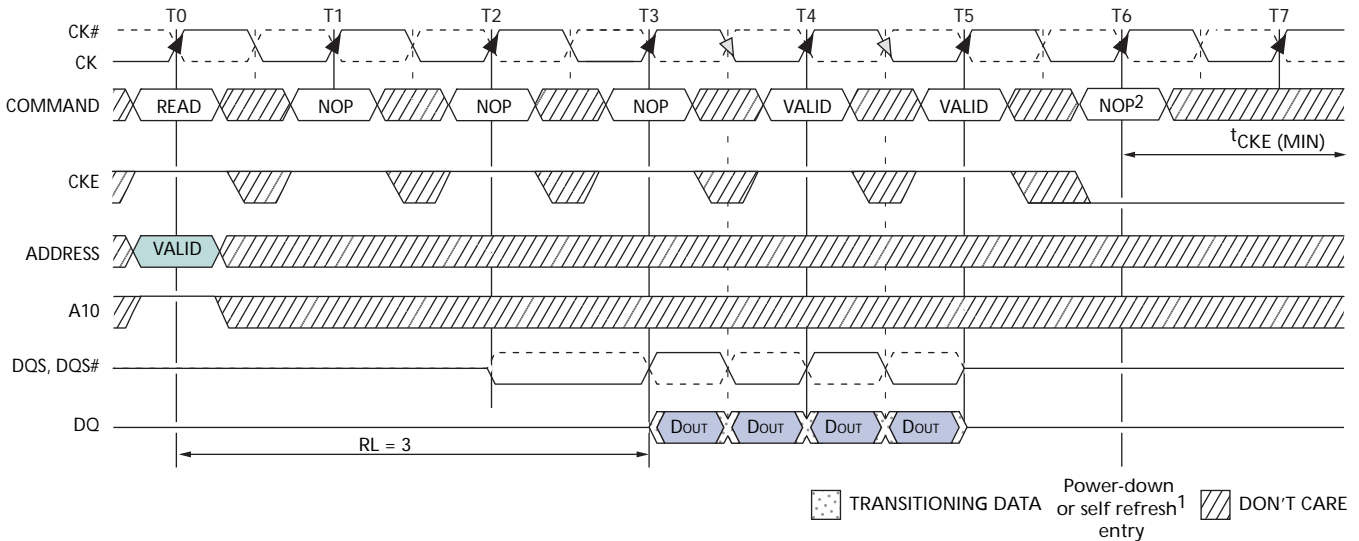 T0 T1 T2 T3 T4 T5 T6 T7
CK#
CK
COMMAND READ NOP NOP NOP VALID VALID NOP2
tCKE (MIN)
CKE
ADDRESS VALID
A10
DQS, DQS#
DQ DOUT DOUT DOUT DOUT
RL = 3
TRANSITIONING DATA
Power-down
or self refresh1
entry
DON'T CARE